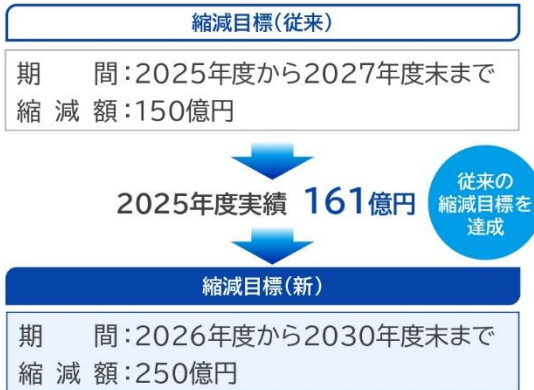 縮減目標(従来)
期　　間:2025年度から2027年度末まで
縮 減 額:150億円
2025年度実績 161億円
従来の
縮減目標を
達成
縮減目標(新)
期　　間:2026年度から2030年度末まで
縮 減 額:250億円